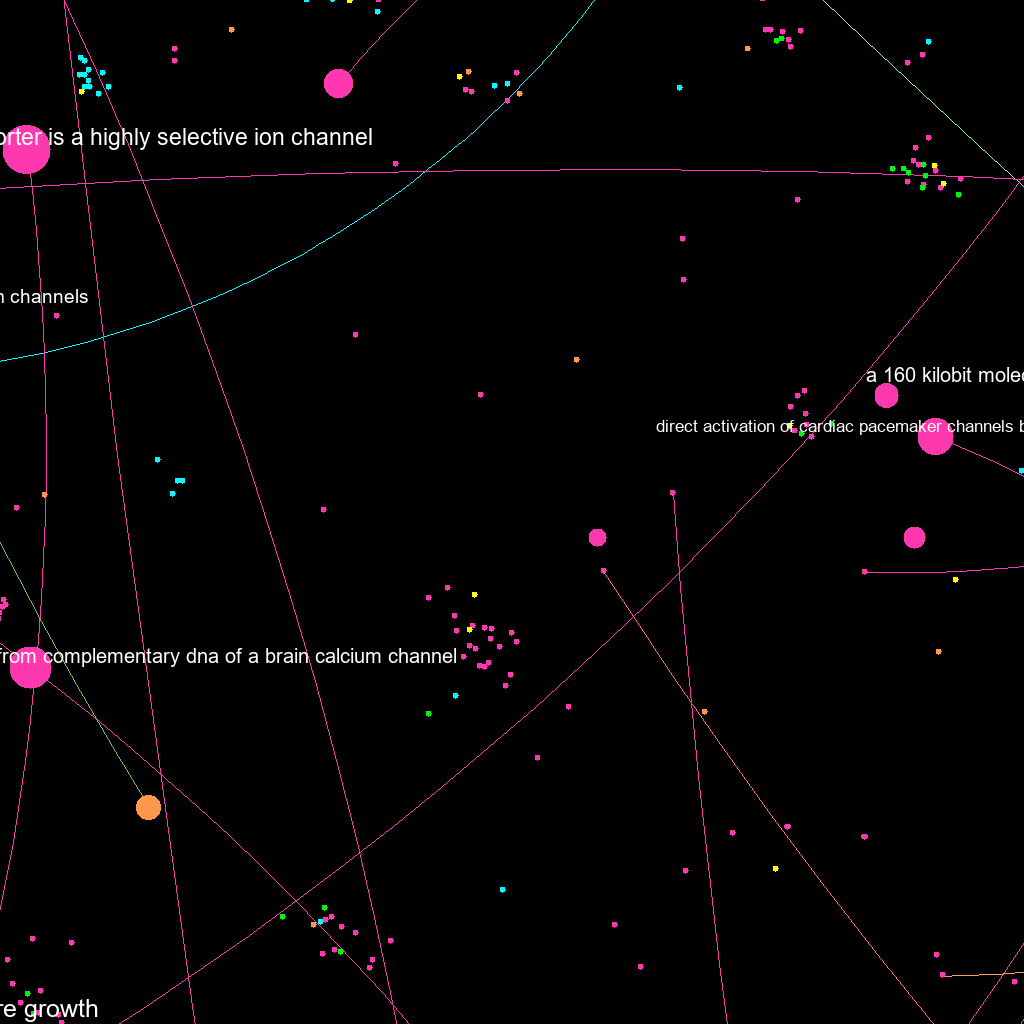 orter is a highly selective ion channel
channels
a 160 kilobit
direct activation of cardiac pacemaker channels
from complementary dna of a brain calcium channel
re growth